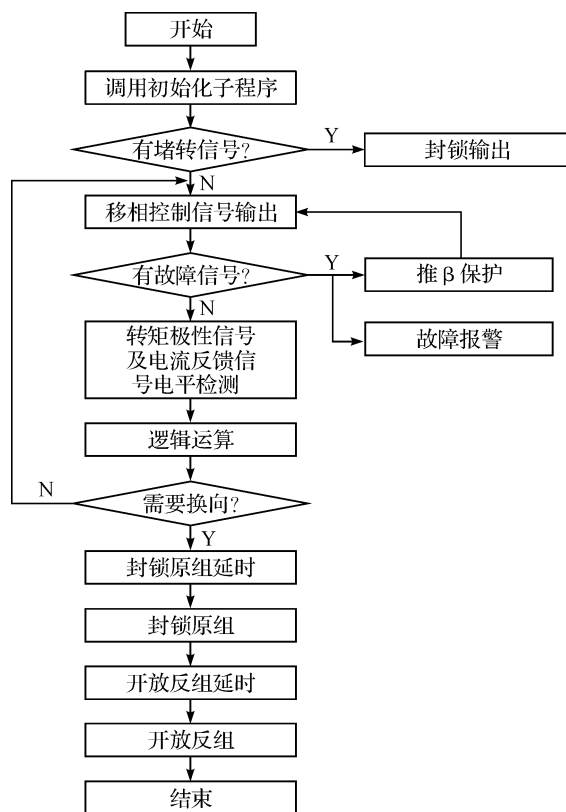 开始
调用初始化子程序
有堵转信号?
Y
封锁输出
N
移相控制信号输出
有故障信号?
Y
推β保护
N
故障报警
转矩极性信号
及电流反馈信
号电平检测
逻辑运算
N
需要换向?
Y
封锁原组延时
封锁原组
开放反组延时
开放反组
结束